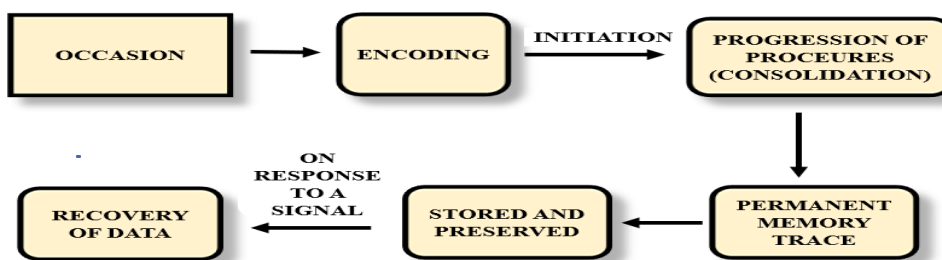 OCCASION
ENCODING
INITIATION
PROGRESSION OF
PROCEURES
(CONSOLIDATION)
PERMANENT
MEMORY
TRACE
STORED AND
PRESERVED
ON
RESPONSE
TO A
SIGNAL
RECOVERY
OF DATA